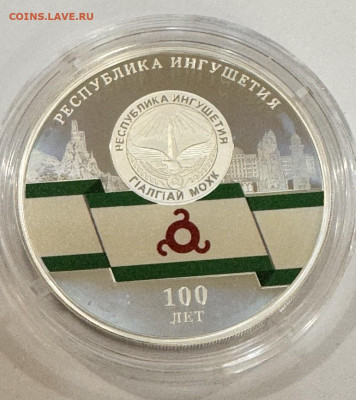 COINS.LAVE.RU
РЕСПУБЛИКА ИНГУШЕТИЯ
РЕСПУБЛИКА ИНГУШЕТИЯ
ГIАЛГIАЙ МОХК
100
ЛЕТ